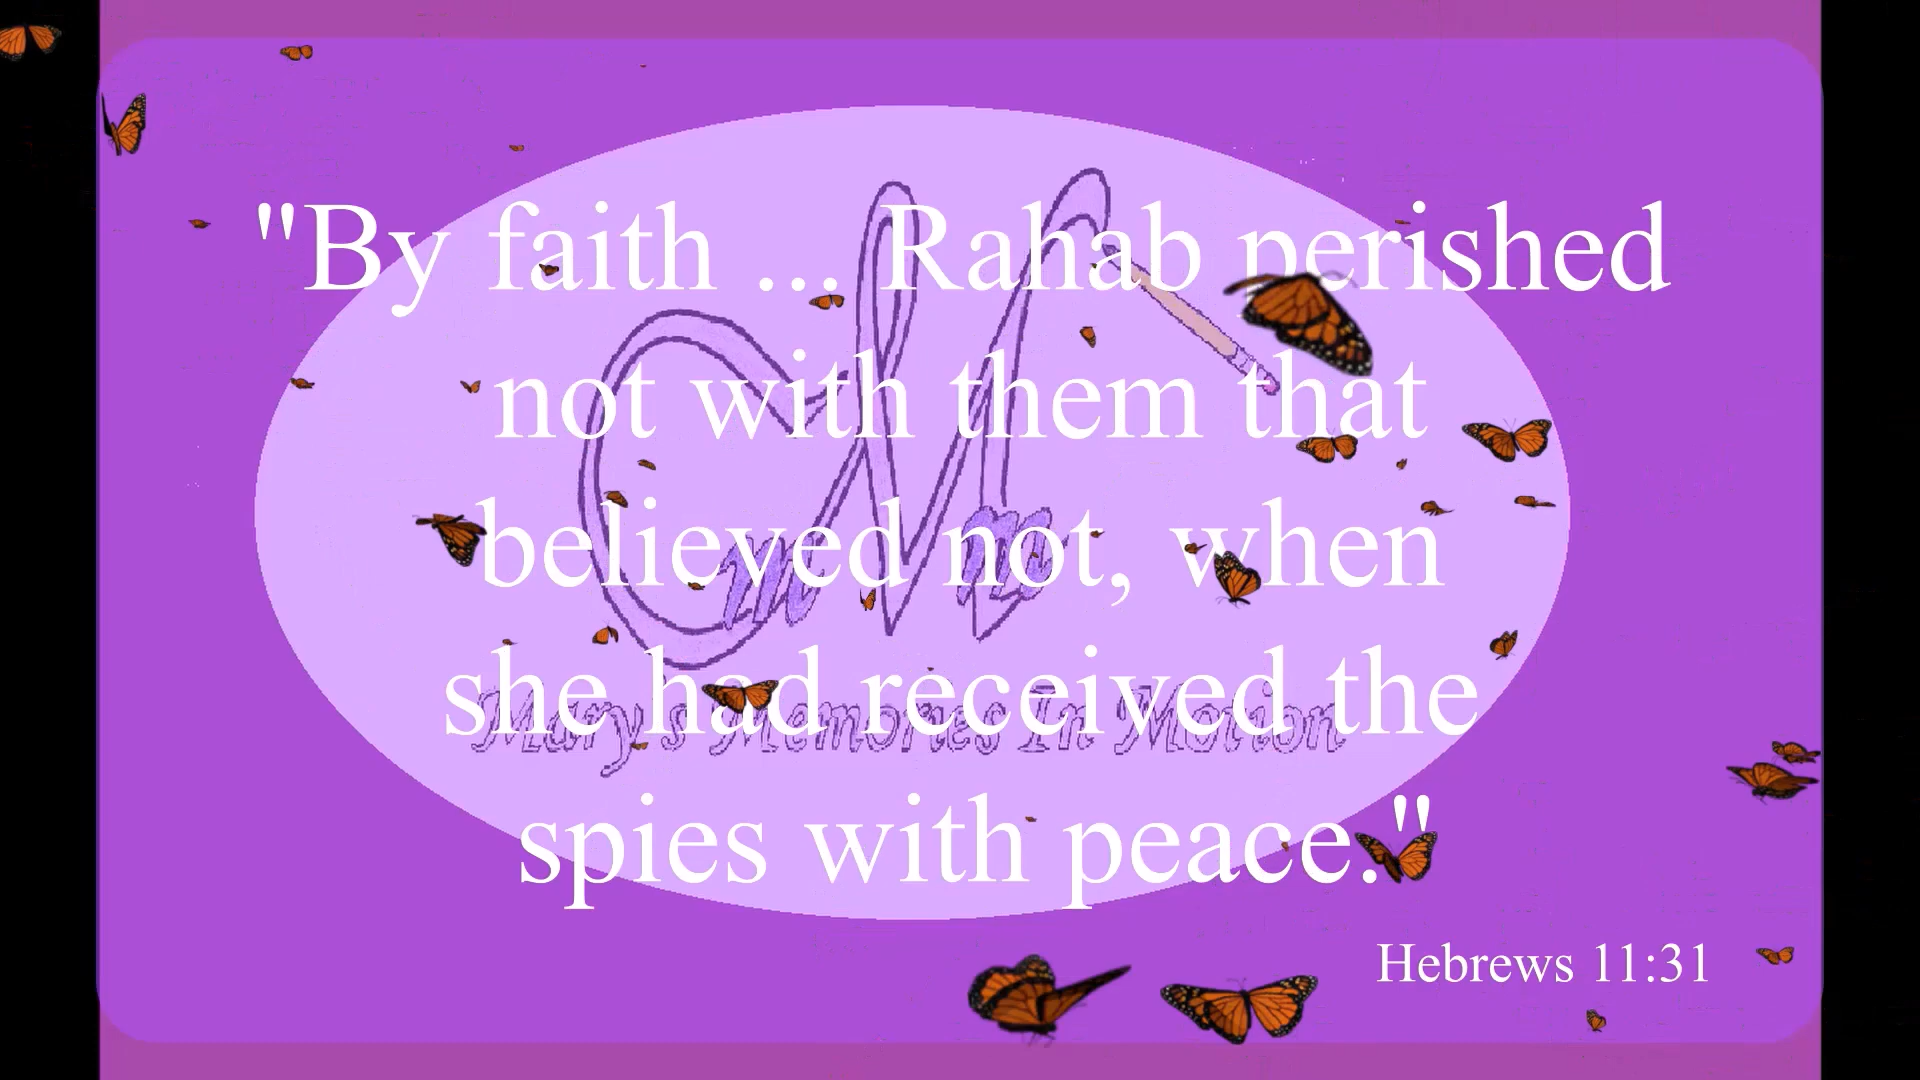 "By faith ... Rahab perished
not with them that
believed not, when
she had received the
spies with peace."
Hebrews 11:31
M
m m
Mary's Memories In Motion